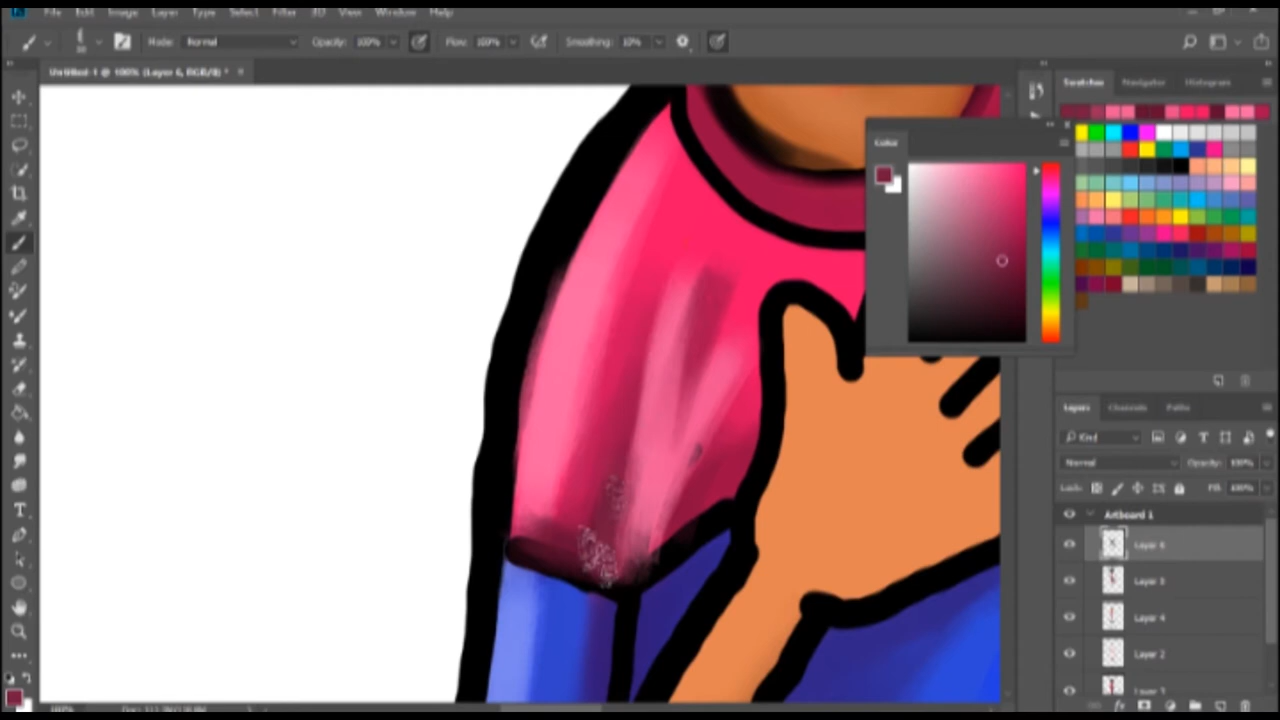 File Edit Image Layer Type Select Filter 3D View Window Help
Mode: Normal Opacity: 100% Flow: 100% Smoothing: 10%
Untitled-1 @ 100% (Layer 6, RGB/8) *
Swatches Navigator Histogram
Color
Layers Channels Paths
Kind
Normal Opacity: 100%
Lock: Fill: 100%
Artboard 1
Layer 6
Layer 4
Layer 2
100%